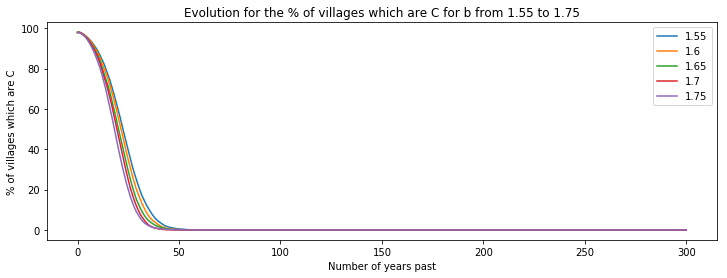 Evolution for the % of villages which are C for b from 1.55 to 1.75
100
80
60
40
20
0
% of villages which are C
1.55
1.6
1.65
1.7
1.75
0 50 100 150 200 250 300
Number of years past